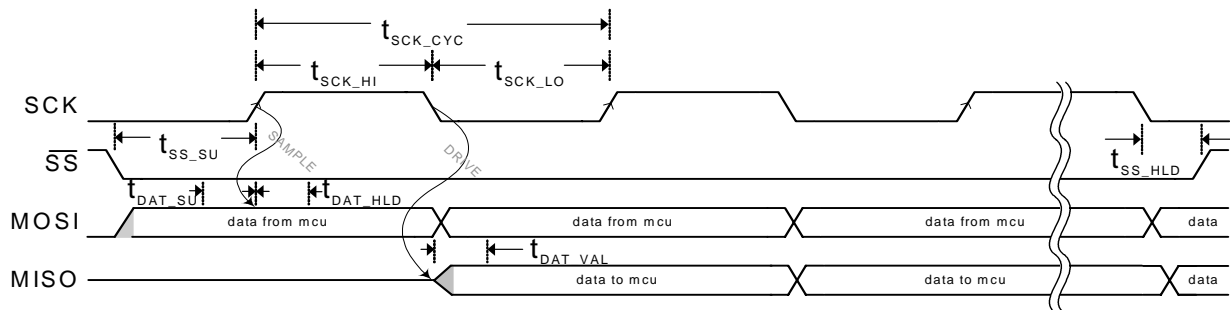 tSCK_CYC
tSCK_HI
tSCK_LO
SCK
tSS_SU
SAMPLE
DRIVE
SS
tSS_HLD
tDAT_SU
tDAT_HLD
MOSI
data from mcu
data from mcu
data from mcu
data
tDAT_VAL
MISO
data to mcu
data to mcu
data